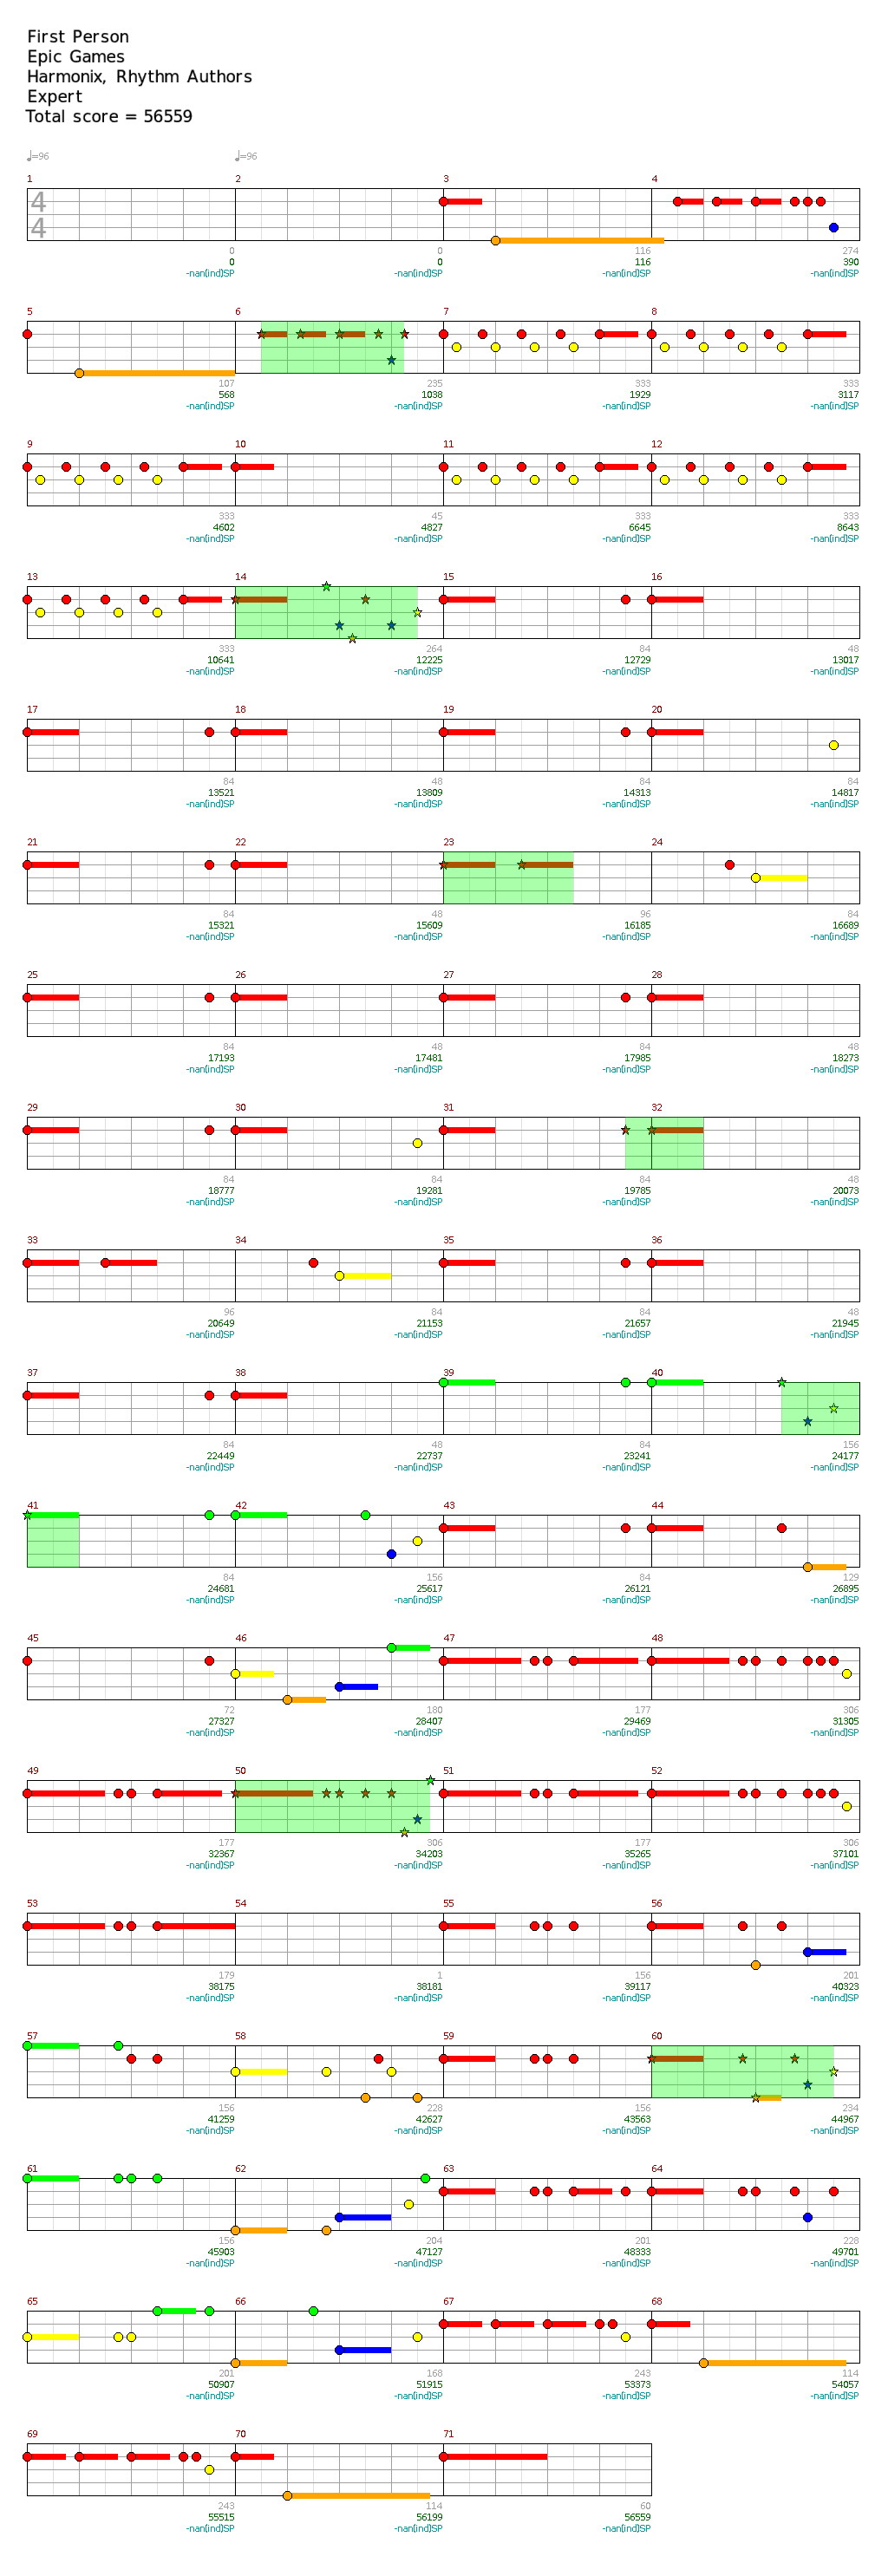 First Person
Epic Games
Harmonix, Rhythm Authors
Expert
Total score = 56559
♩=96 ♩=96
1 2 3 4
4
4
0 0 116 274
0 0 116 390
-nan(ind)SP -nan(ind)SP -nan(ind)SP -nan(ind)SP
5 6 7 8
107 235 333 333
568 1038 1929 3117
-nan(ind)SP -nan(ind)SP -nan(ind)SP -nan(ind)SP
9 10 11 12
333 45 333 333
4602 4827 6645 8643
-nan(ind)SP -nan(ind)SP -nan(ind)SP -nan(ind)SP
13 14 15 16
333 264 84 48
10641 12225 12729 13017
-nan(ind)SP -nan(ind)SP -nan(ind)SP -nan(ind)SP
17 18 19 20
84 48 84 84
13521 13809 14313 14817
-nan(ind)SP -nan(ind)SP -nan(ind)SP -nan(ind)SP
21 22 23 24
84 48 96 84
15321 15609 16185 16689
-nan(ind)SP -nan(ind)SP -nan(ind)SP -nan(ind)SP
25 26 27 28
84 48 84 48
17193 17481 17985 18273
-nan(ind)SP -nan(ind)SP -nan(ind)SP -nan(ind)SP
29 30 31 32
84 84 84 48
18777 19281 19785 20073
-nan(ind)SP -nan(ind)SP -nan(ind)SP -nan(ind)SP
33 34 35 36
96 84 84 48
20649 21153 21657 21945
-nan(ind)SP -nan(ind)SP -nan(ind)SP -nan(ind)SP
37 38 39 40
84 48 84 156
22449 22737 23241 24177
-nan(ind)SP -nan(ind)SP -nan(ind)SP -nan(ind)SP
41 42 43 44
84 156 84 129
24681 25617 26121 26895
-nan(ind)SP -nan(ind)SP -nan(ind)SP -nan(ind)SP
45 46 47 48
72 180 177 306
27327 28407 29469 31305
-nan(ind)SP -nan(ind)SP -nan(ind)SP -nan(ind)SP
49 50 51 52
177 306 177 306
32367 34203 35265 37101
-nan(ind)SP -nan(ind)SP -nan(ind)SP -nan(ind)SP
53 54 55 56
179 1 156 201
38175 38181 39117 40323
-nan(ind)SP -nan(ind)SP -nan(ind)SP -nan(ind)SP
57 58 59 60
156 228 156 234
41259 42627 43563 44967
-nan(ind)SP -nan(ind)SP -nan(ind)SP -nan(ind)SP
61 62 63 64
156 204 201 228
45903 47127 48333 49701
-nan(ind)SP -nan(ind)SP -nan(ind)SP -nan(ind)SP
65 66 67 68
201 168 243 114
50907 51915 53373 54057
-nan(ind)SP -nan(ind)SP -nan(ind)SP -nan(ind)SP
69 70 71
243 114 60
55515 56199 56559
-nan(ind)SP -nan(ind)SP -nan(ind)SP